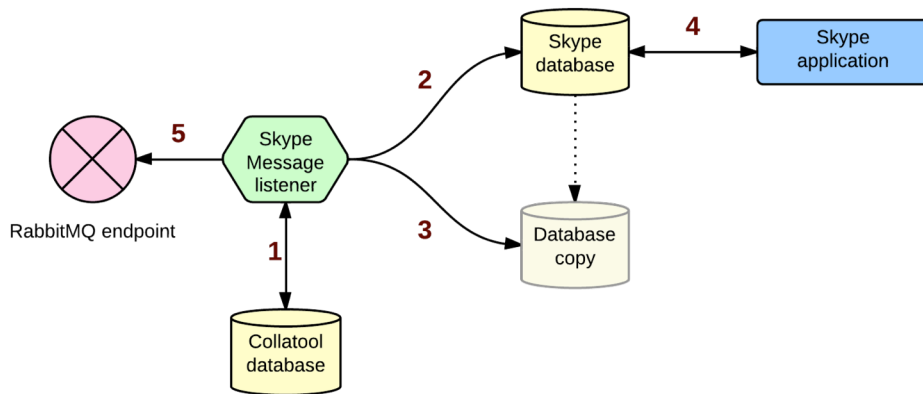 4
Skype
database
Skype
application
2
5
Skype
Message
listener
RabbitMQ endpoint
3
Database
copy
1
Collatool
database